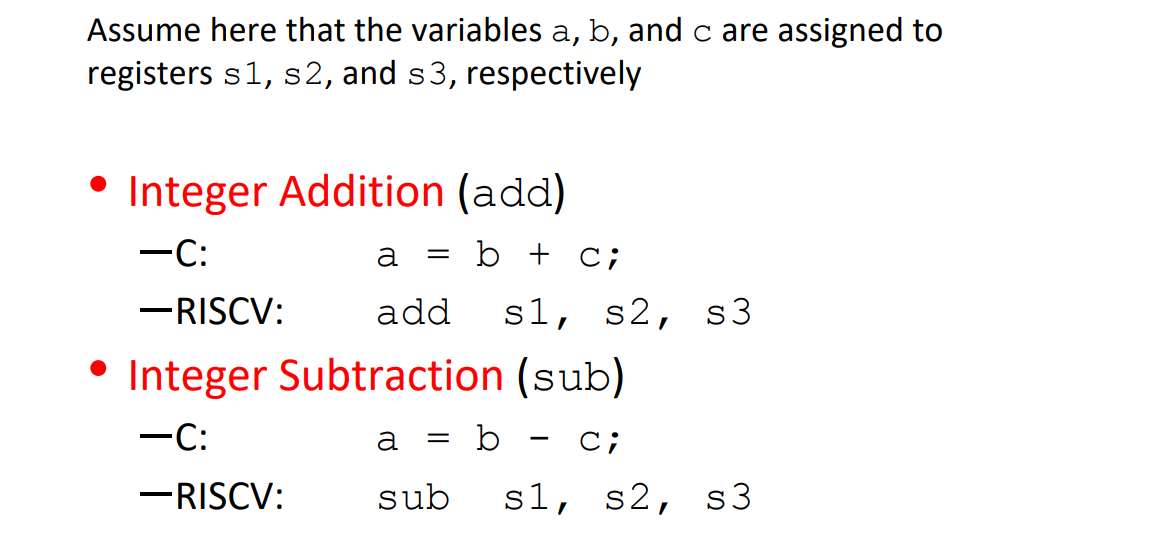 Assume here that the variables a, b, and c are assigned to
registers s1, s2, and s3, respectively
• Integer Addition (add)
—C: a = b + c;
—RISCV: add s1, s2, s3
• Integer Subtraction (sub)
—C: a = b - c;
—RISCV: sub s1, s2, s3